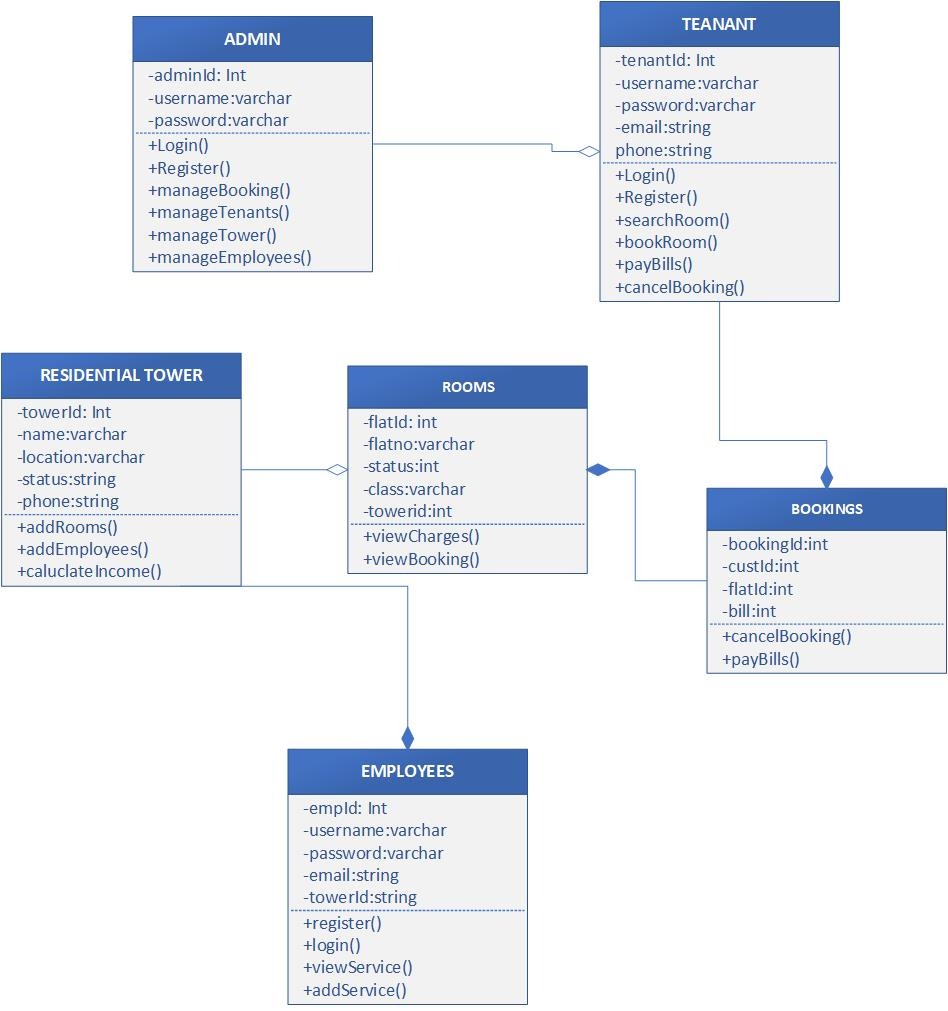 ADMIN
-adminId: Int
-username:varchar
-password:varchar
+Login()
+Register()
+manageBooking()
+manageTenants()
+manageTower()
+manageEmployees()
TEANANT
-tenantId: Int
-username:varchar
-password:varchar
-email:string
phone:string
+Login()
+Register()
+searchRoom()
+bookRoom()
+payBills()
+cancelBooking()
RESIDENTIAL TOWER
-towerId: Int
-name:varchar
-location:varchar
-status:string
-phone:string
+addRooms()
+addEmployees()
+caluclateIncome()
ROOMS
-flatId: int
-flatno:varchar
-status:int
-class:varchar
-towerid:int
+viewCharges()
+viewBooking()
BOOKINGS
-bookingId:int
-custId:int
-flatId:int
-bill:int
+cancelBooking()
+payBills()
EMPLOYEES
-empId: Int
-username:varchar
-password:varchar
-email:string
-towerId:string
+register()
+login()
+viewService()
+addService()